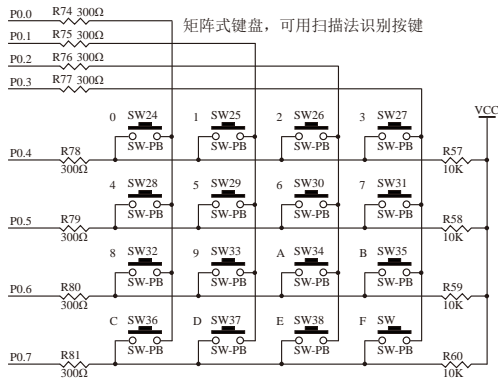 P0.0 R74 300Ω
矩阵式键盘，可用扫描法识别按键
P0.1 R75 300Ω
P0.2 R76 300Ω
P0.3 R77 300Ω
VCC
0 SW24 1 SW25 2 SW26 3 SW27
SW-PB SW-PB SW-PB SW-PB
P0.4 R78 300Ω R57 10K
4 SW28 5 SW29 6 SW30 7 SW31
SW-PB SW-PB SW-PB SW-PB
P0.5 R79 300Ω R58 10K
8 SW32 9 SW33 A SW34 B SW35
SW-PB SW-PB SW-PB SW-PB
P0.6 R80 300Ω R59 10K
C SW36 D SW37 E SW38 F SW
SW-PB SW-PB SW-PB SW-PB
P0.7 R81 300Ω R60 10K